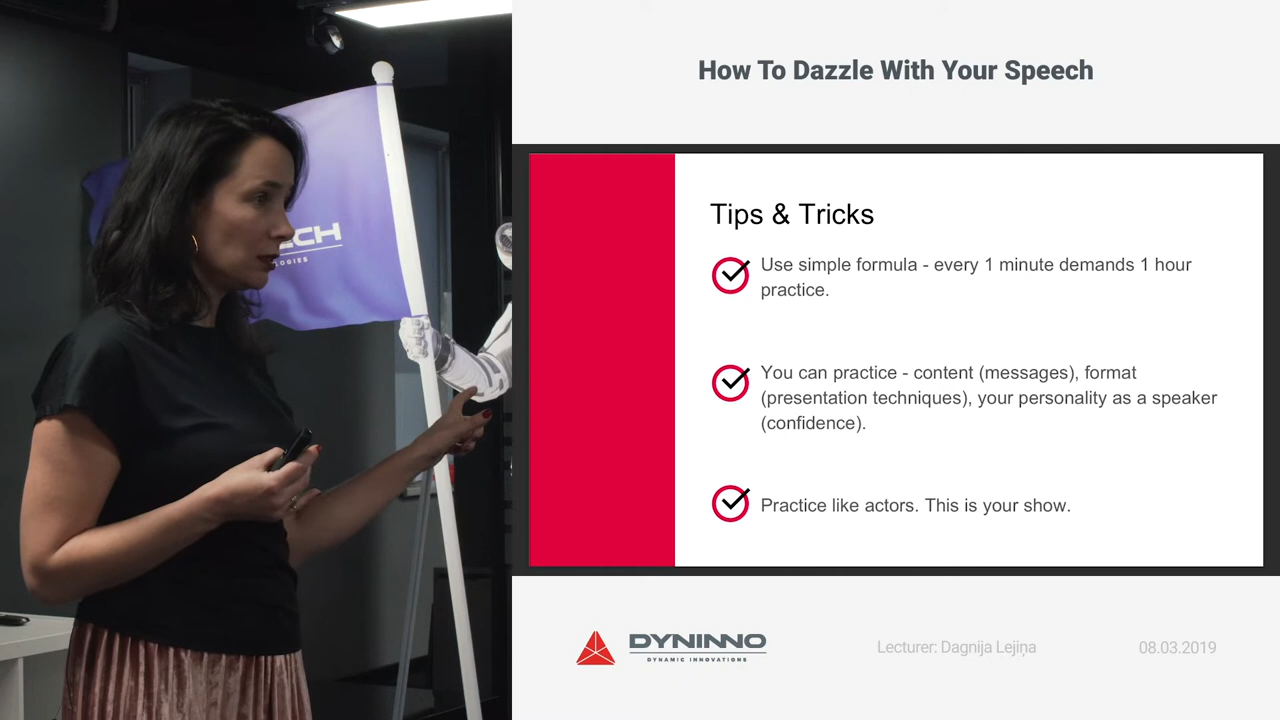 How To Dazzle With Your Speech
Tips & Tricks
Use simple formula - every 1 minute demands 1 hour
practice.
You can practice - content (messages), format
(presentation techniques), your personality as a speaker
(confidence).
Practice like actors. This is your show.
DYNINNO
DYNAMIC INNOVATIONS
Lecturer: Dagnija Lejiņa
08.03.2019